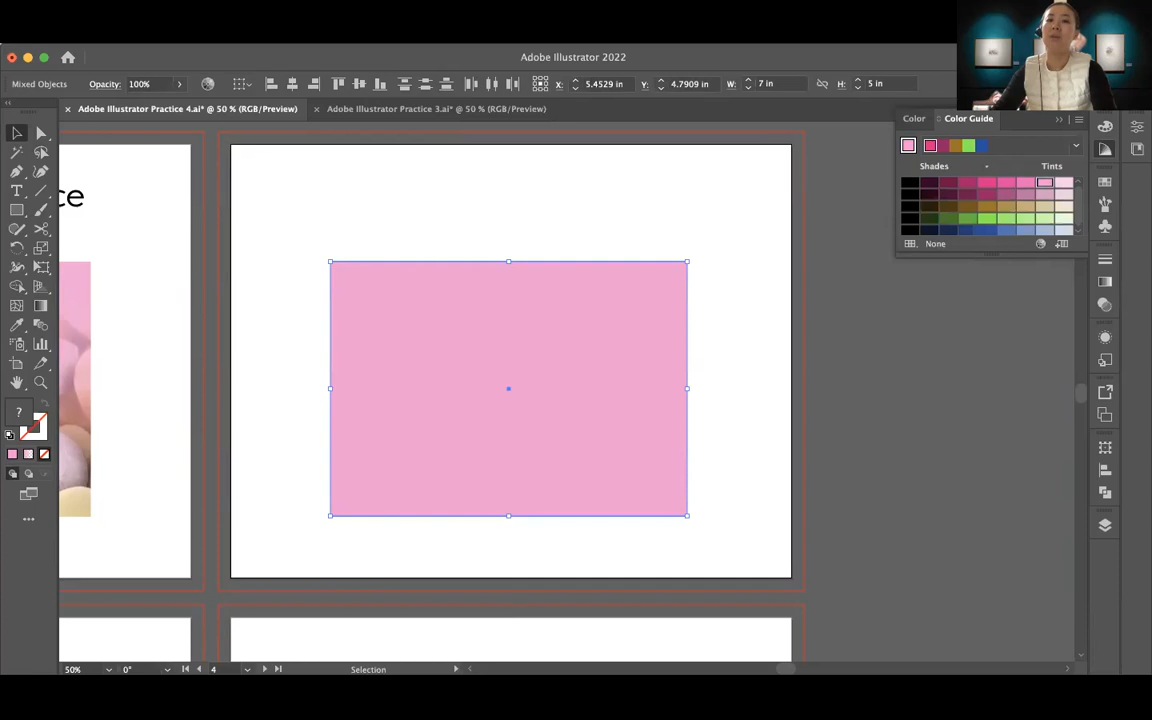 Adobe Illustrator 2022
Mixed Objects
Opacity: 100%
X: 5.4529 in
Y: 4.7909 in
W: 7 in
H: 5 in
× Adobe Illustrator Practice 4.ai* @ 50 % (RGB/Preview)
× Adobe Illustrator Practice 3.ai* @ 50 % (RGB/Preview)
Color
Color Guide
Shades
Tints
None
ce
T
?
50%
0°
4
Selection